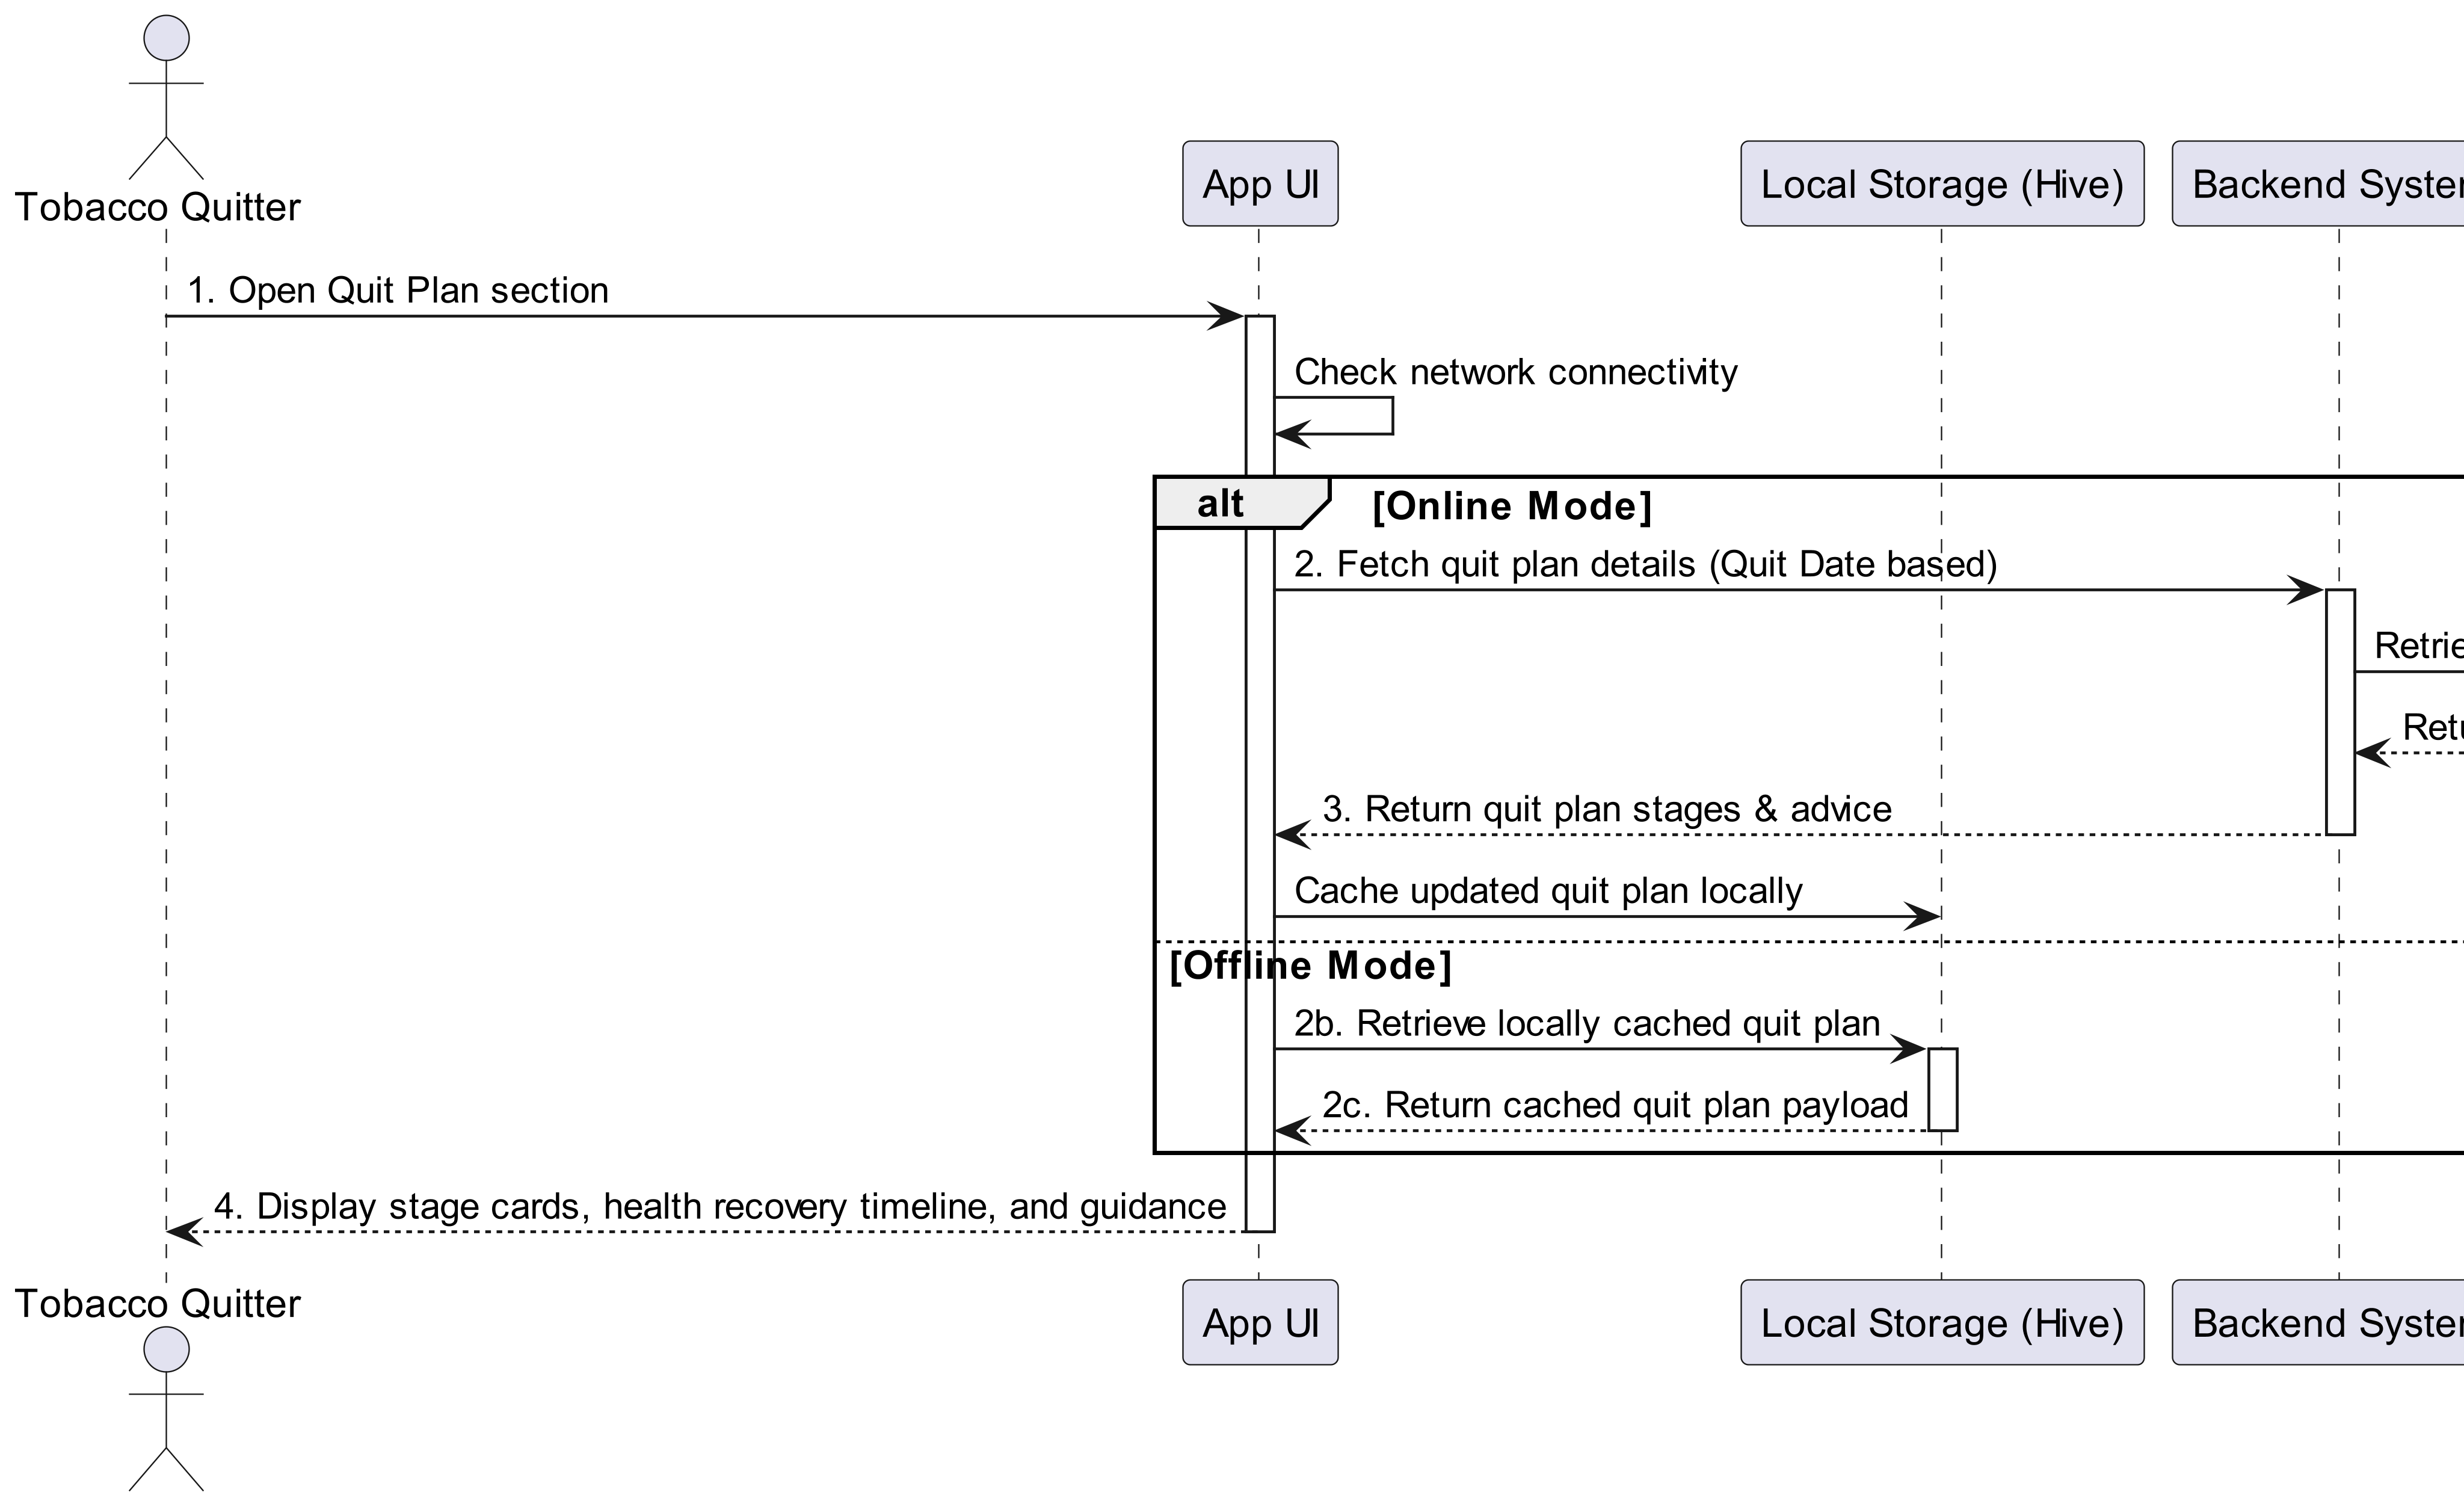 Tobacco Quitter
App UI
Local Storage (Hive)
Backend
1. Open Quit Plan section
Check network connectivity
alt
[Online Mode]
2. Fetch quit plan details (Quit Date based)
3. Return quit plan stages & advice
Cache updated quit plan locally
[Offline Mode]
2b. Retrieve locally cached quit plan
2c. Return cached quit plan payload
4. Display stage cards, health recovery timeline, and guidance
Tobacco Quitter
App UI
Local Storage (Hive)
Backend